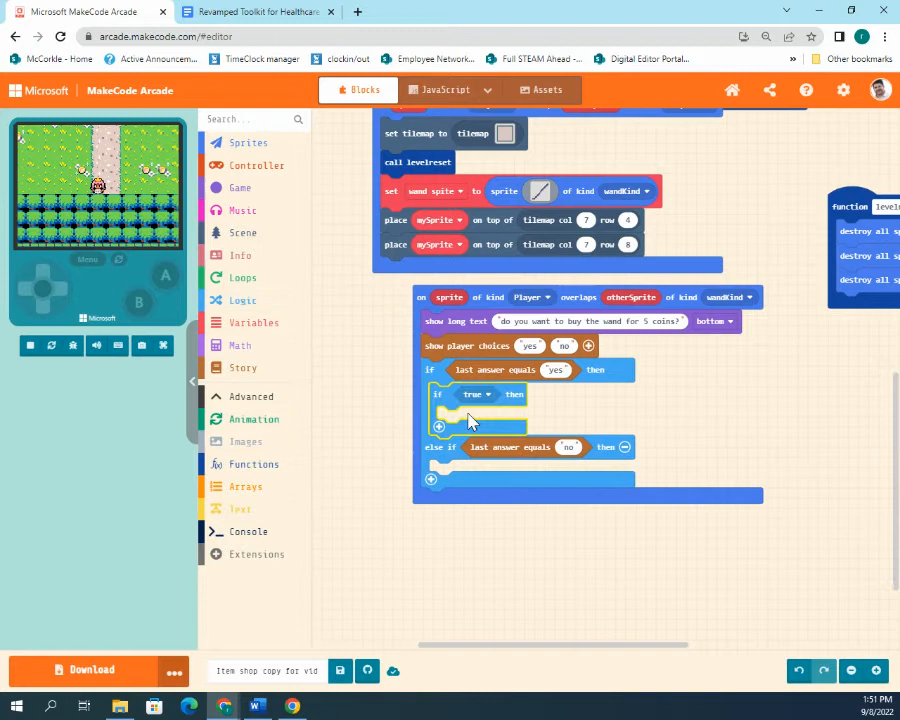 Microsoft MakeCode Arcade
Revamped Toolkit for Healthcare
arcade.makecode.com/#editor
McCorkle - Home
Active Announcem...
TimeClock manager
clockin/out
Employee Network...
Full STEAM Ahead -...
Digital Editor Portal...
Other bookmarks
Microsoft
MakeCode Arcade
Blocks
JavaScript
Assets
Search...
Sprites
Controller
Game
Music
Scene
Info
Loops
Logic
Variables
Math
Story
Advanced
Animation
Images
Functions
Arrays
Text
Console
Extensions
Menu
A
B
Microsoft
set tilemap to tilemap
call levelreset
set wand spite to sprite of kind wandKind
place mySprite on top of tilemap col 7 row 4
place mySprite on top of tilemap col 7 row 8
function
destroy all sp
destroy all sp
destroy all sp
on sprite of kind Player overlaps otherSprite of kind wandKind
show long text "do you want to buy the wand for 5 coins?" bottom
show player choices "yes" "no"
if last answer equals "yes" then
if true then
else if last answer equals "no" then
Download
Item shop copy for vid
1:51 PM
9/8/2022